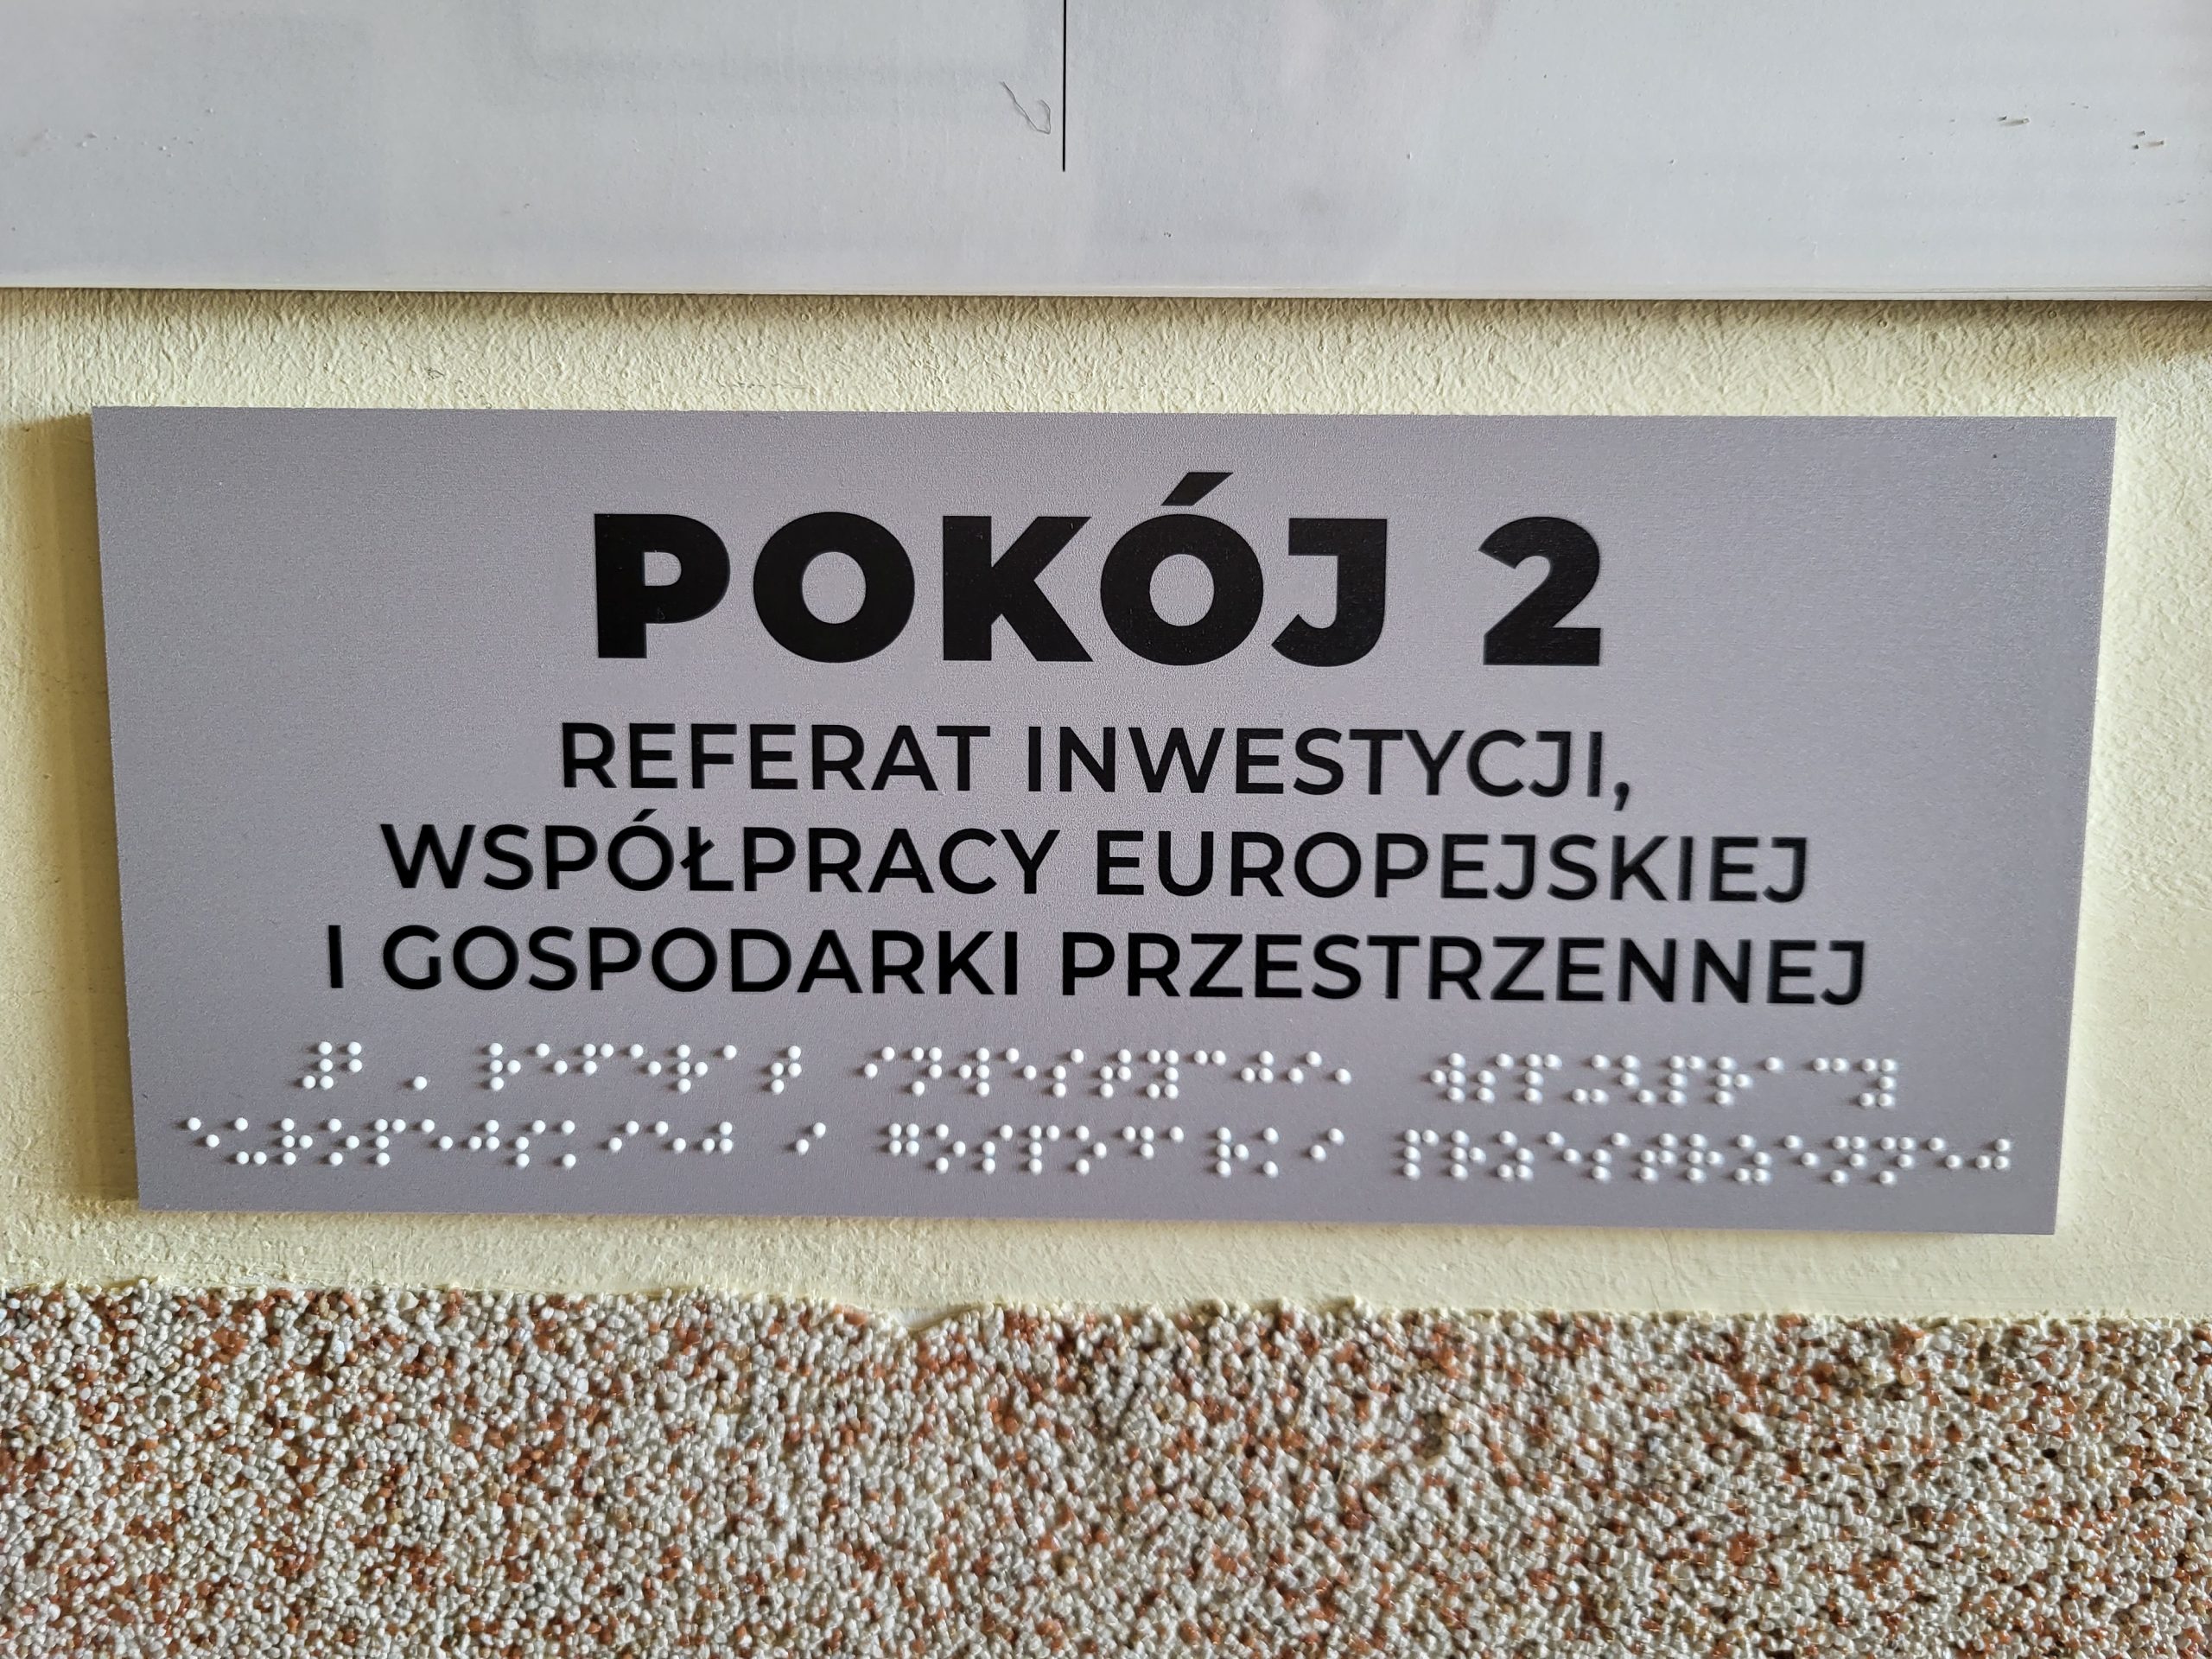 POKÓJ 2
REFERAT INWESTYCJI,
WSPÓŁPRACY EUROPEJSKIEJ
I GOSPODARKI PRZESTRZENNEJ